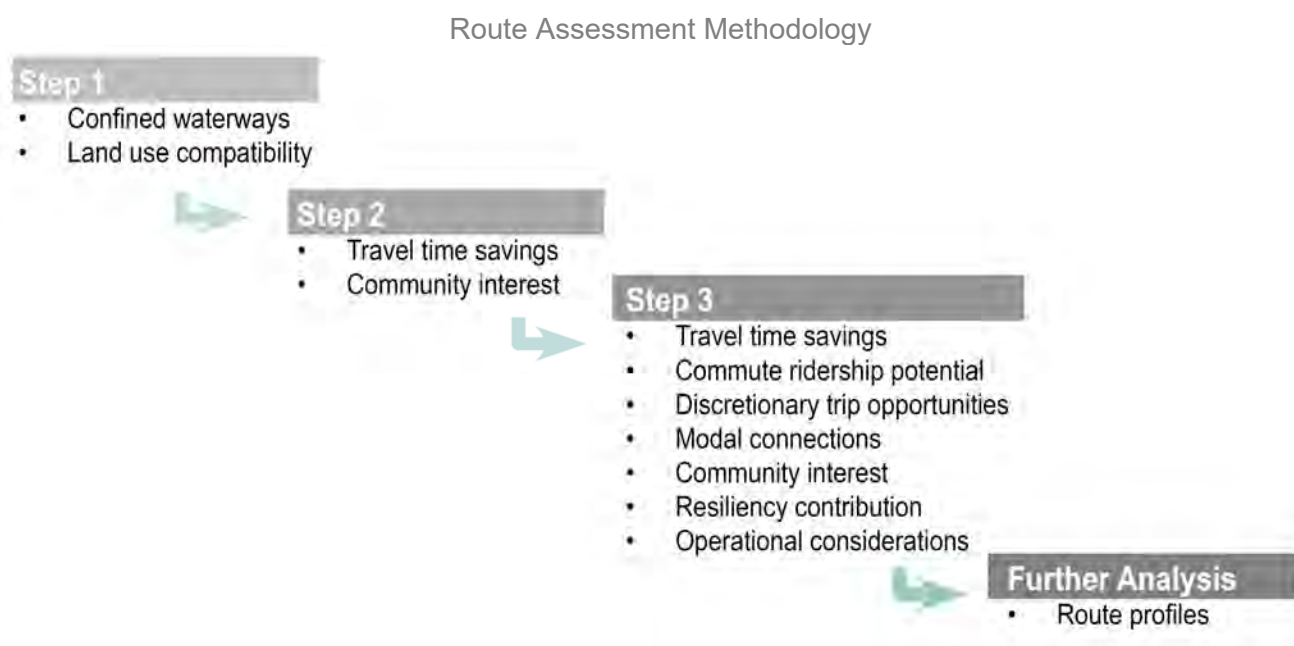 Route Assessment Methodology
Step 1
• Confined waterways
• Land use compatibility
Step 2
• Travel time savings
• Community interest
Step 3
• Travel time savings
• Commute ridership potential
• Discretionary trip opportunities
• Modal connections
• Community interest
• Resiliency contribution
• Operational considerations
Further Analysis
• Route profiles